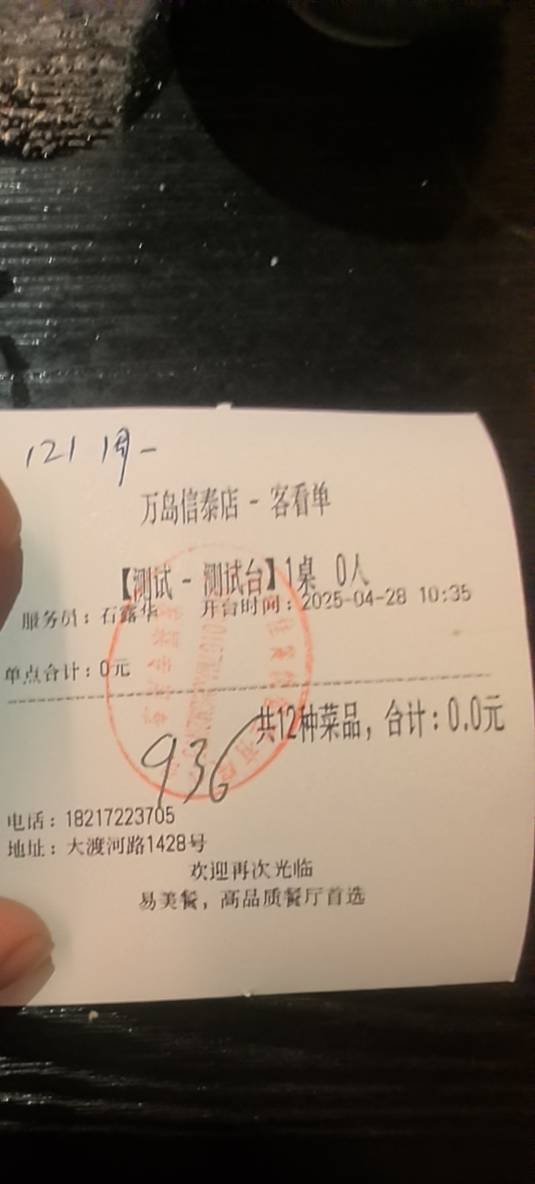 121 周一
万岛信泰店 - 客看单
【测试 - 测试台】1桌 0人
服务员：石露华 开台时间：2025-04-28 10:35
单点合计：0元
共12种菜品，合计：0.0元
936
电话：18217223705
地址：大渡河路1428号
欢迎再次光临
易美餐，高品质餐厅首选